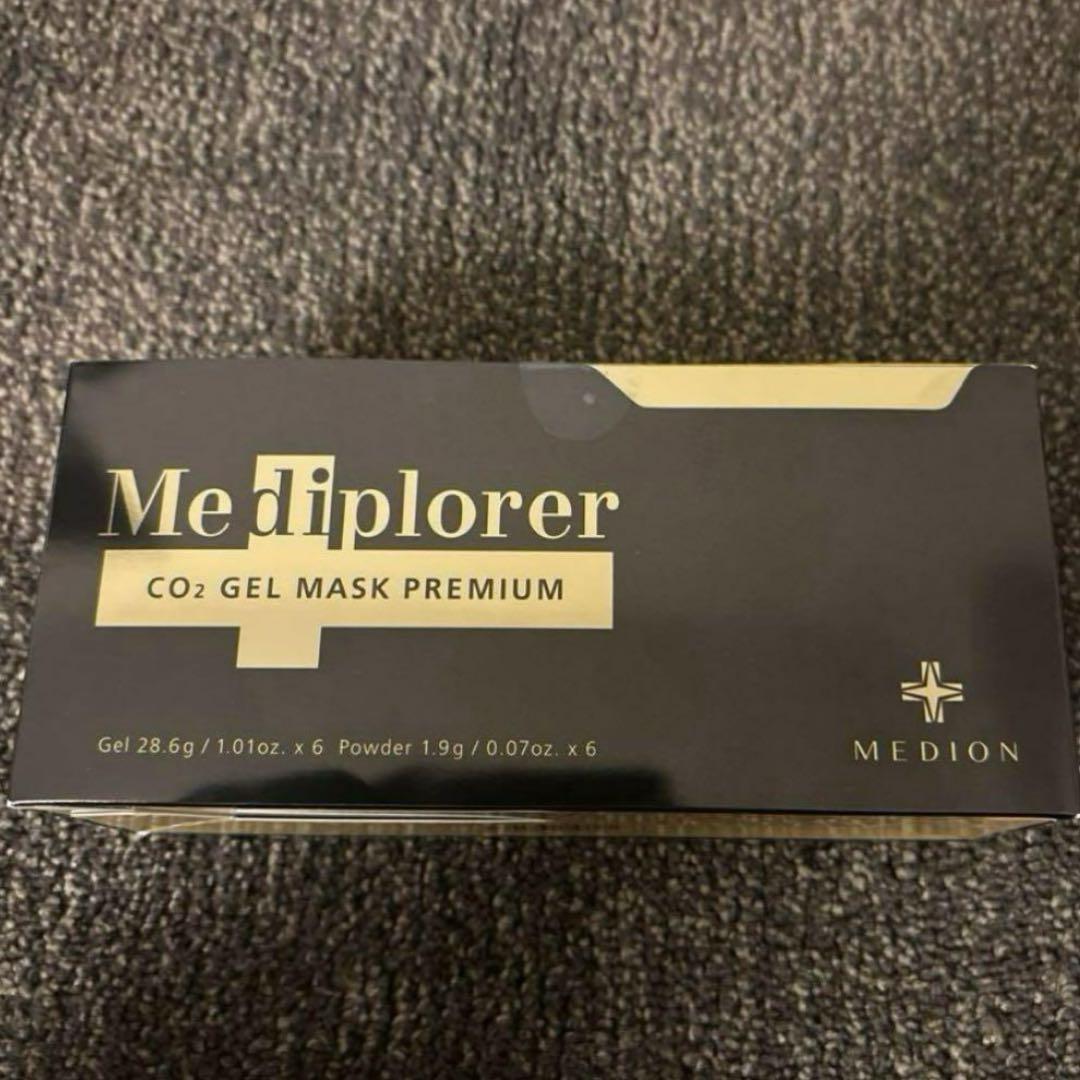 Mediplorer
CO₂ GEL MASK PREMIUM
Gel 28.6g / 1.01oz. x 6 Powder 1.9g / 0.07oz. x 6
MEDION